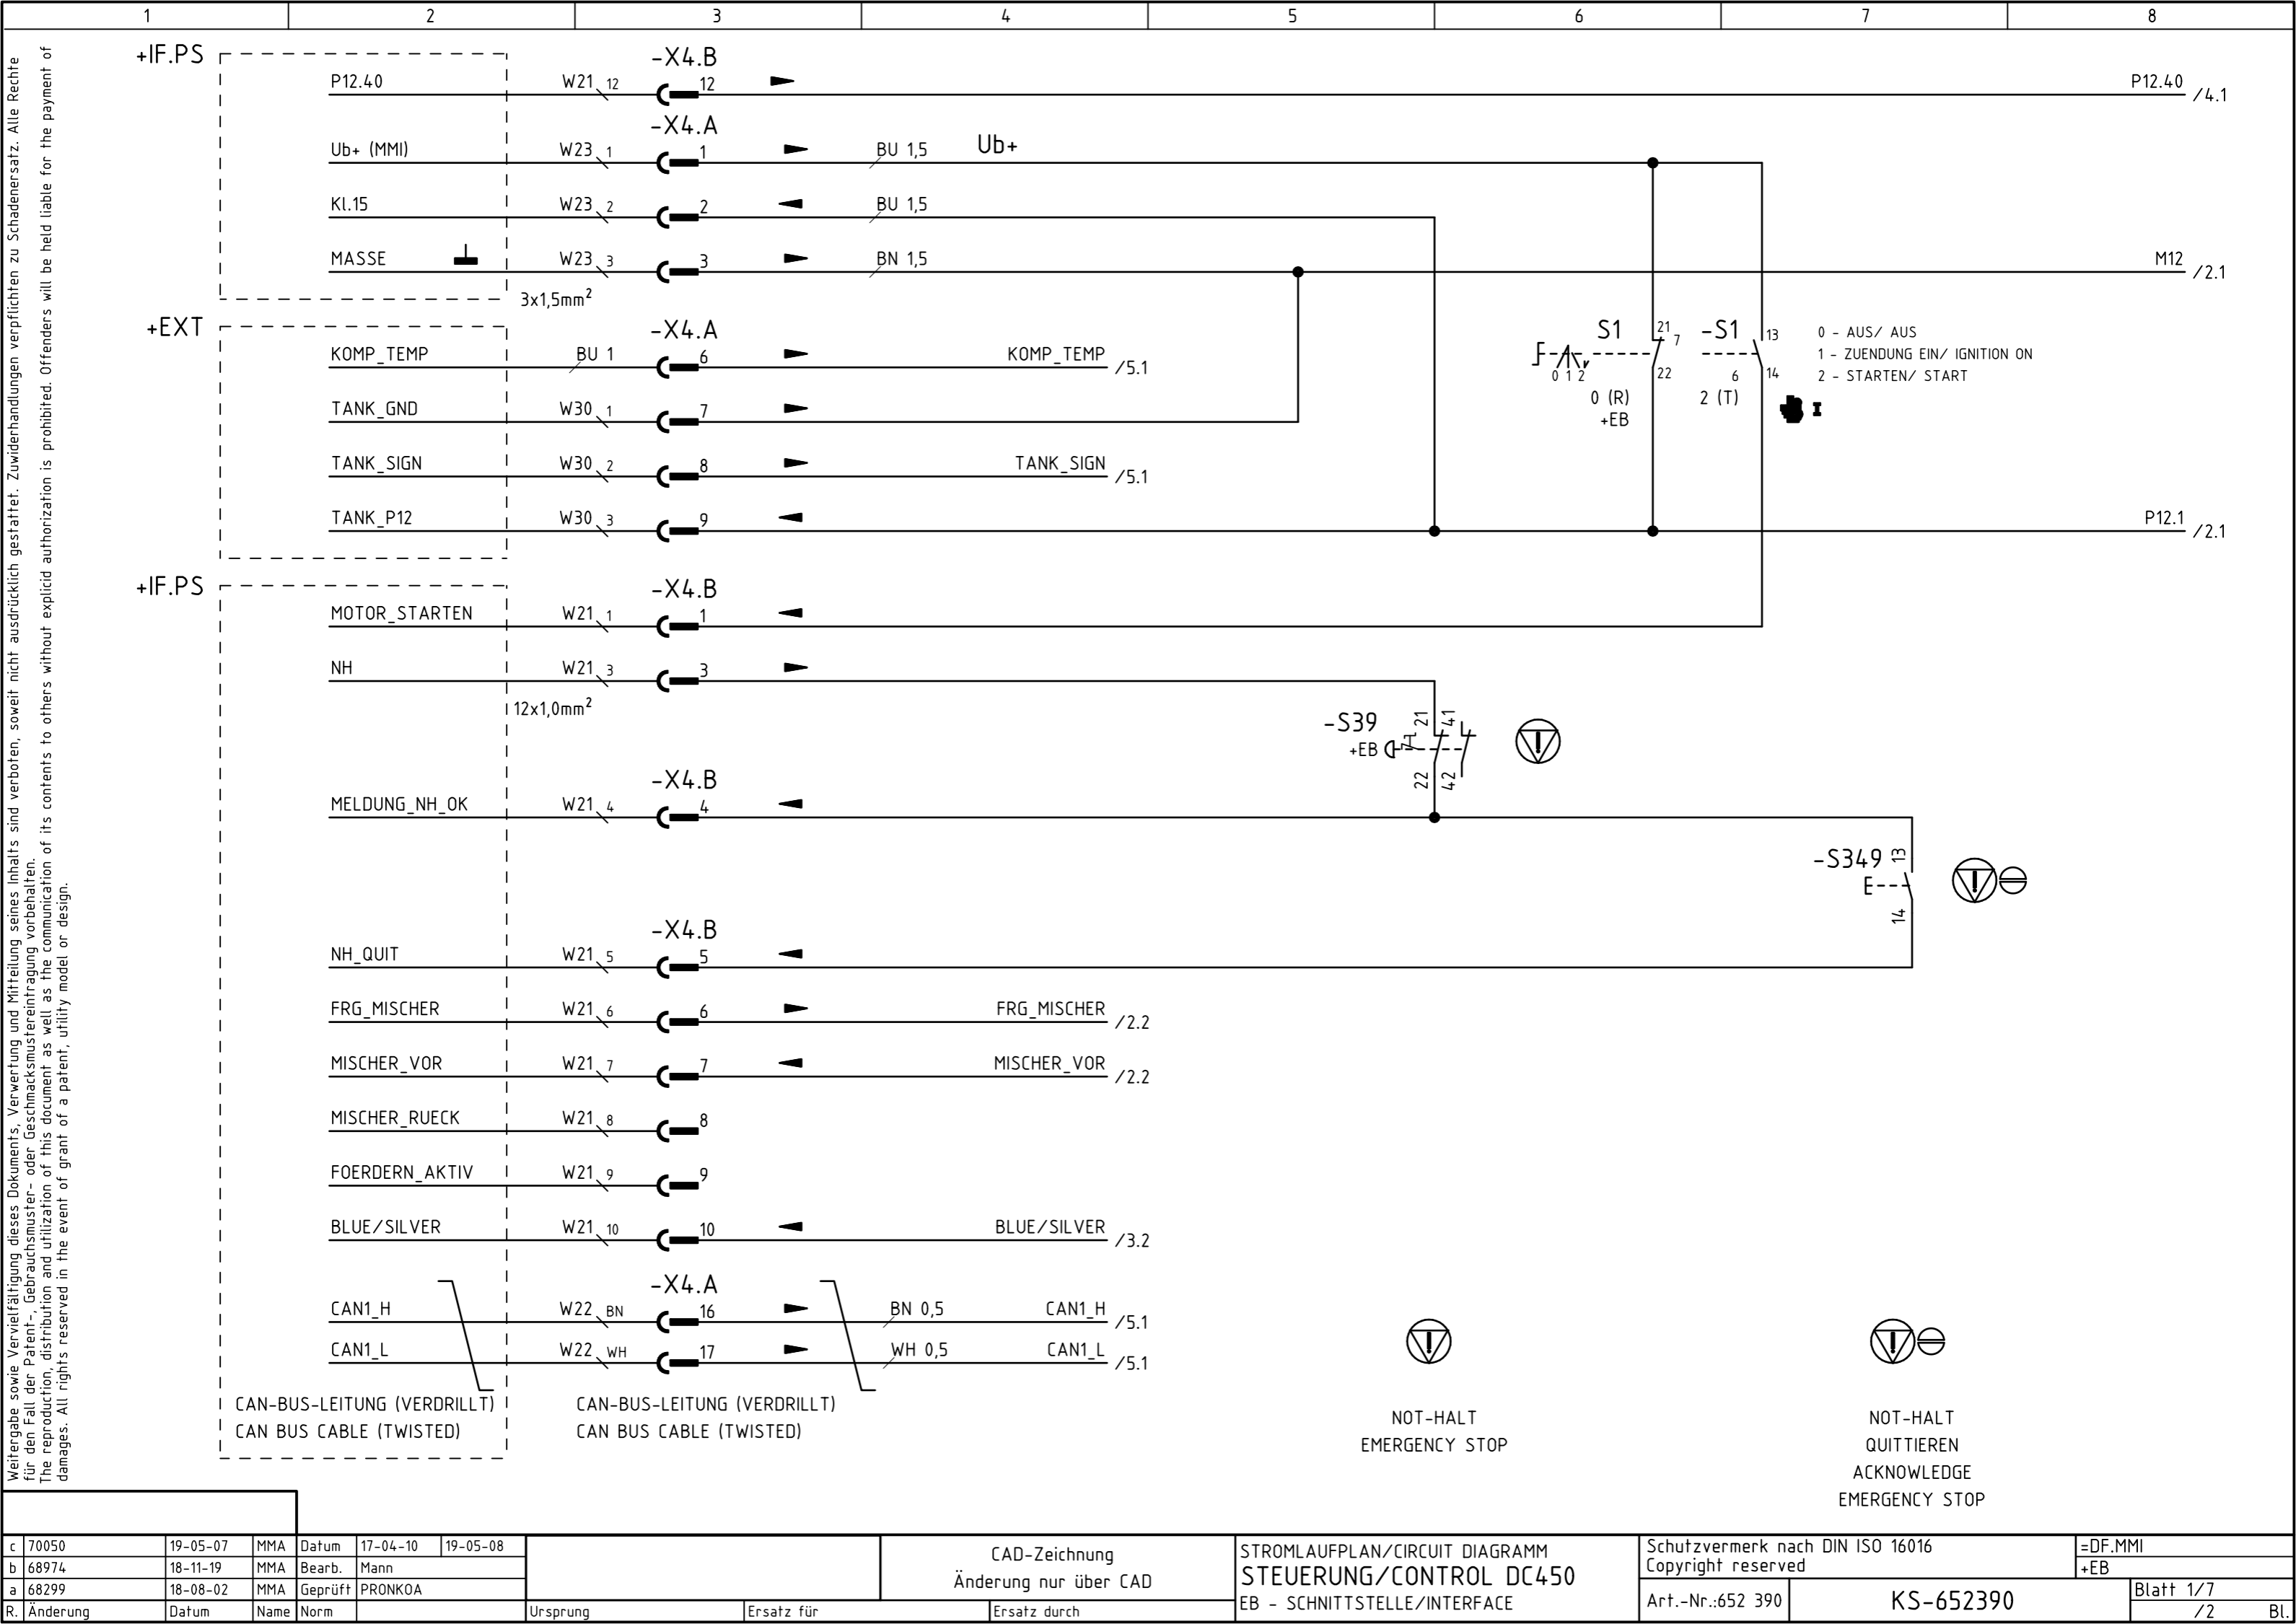 1 2 3 4 5 6 7 8
Weitergabe sowie Vervielfältigung dieses Dokuments, Verwertung und Mitteilung seines Inhalts sind verboten, soweit nicht ausdrücklich gestattet. Zuwiderhandlungen verpflichten zu Schadenersatz. Alle Rechte
für den Fall der Patent-, Gebrauchsmuster- oder Geschmacksmustereintragung vorbehalten.
The reproduction, distribution and utilization of this document as well as the communication of its contents to others without explicid authorization is prohibited. Offenders will be held liable for the payment of
damages. All rights reserved in the event of grant of a patent, utility model or design.
+IF.PS
-X4.B
P12.40 W21 12 12 P12.40 /4.1
-X4.A
Ub+ (MMI) W23 1 1 BU 1,5 Ub+
Kl.15 W23 2 2 BU 1,5
MASSE W23 3 3 BN 1,5 M12 /2.1
3x1,5mm²
+EXT
-X4.A
KOMP_TEMP BU 1 6 KOMP_TEMP /5.1
TANK_GND W30 1 7
TANK_SIGN W30 2 8 TANK_SIGN /5.1
TANK_P12 W30 3 9 P12.1 /2.1
S1 21 7 22
0 1 2
0 (R)
+EB
-S1 13 6 14
2 (T)
0 - AUS/ AUS
1 - ZUENDUNG EIN/ IGNITION ON
2 - STARTEN/ START
I
+IF.PS
-X4.B
MOTOR_STARTEN W21 1 1
NH W21 3 3
12x1,0mm²
-S39 21 41
+EB
22 42
-X4.B
MELDUNG_NH_OK W21 4 4
-S349 13
14
-X4.B
NH_QUIT W21 5 5
FRG_MISCHER W21 6 6 FRG_MISCHER /2.2
MISCHER_VOR W21 7 7 MISCHER_VOR /2.2
MISCHER_RUECK W21 8 8
FOERDERN_AKTIV W21 9 9
BLUE/SILVER W21 10 10 BLUE/SILVER /3.2
-X4.A
CAN1_H W22 BN 16 BN 0,5 CAN1_H /5.1
CAN1_L W22 WH 17 WH 0,5 CAN1_L /5.1
CAN-BUS-LEITUNG (VERDRILLT) CAN-BUS-LEITUNG (VERDRILLT)
CAN BUS CABLE (TWISTED) CAN BUS CABLE (TWISTED)
NOT-HALT
EMERGENCY STOP
NOT-HALT
QUITTIEREN
ACKNOWLEDGE
EMERGENCY STOP
c 70050 19-05-07 MMA Datum 17-04-10 19-05-08
b 68974 18-11-19 MMA Bearb. Mann
a 68299 18-08-02 MMA Geprüft PRONKOA
R. Änderung Datum Name Norm Ursprung Ersatz für Ersatz durch
CAD-Zeichnung
Änderung nur über CAD
STROMLAUFPLAN/CIRCUIT DIAGRAMM
STEUERUNG/CONTROL DC450
EB - SCHNITTSTELLE/INTERFACE
Schutzvermerk nach DIN ISO 16016
Copyright reserved
Art.-Nr.:652 390
KS-652390
=DF.MMI
+EB
Blatt 1/7
/2 Bl.